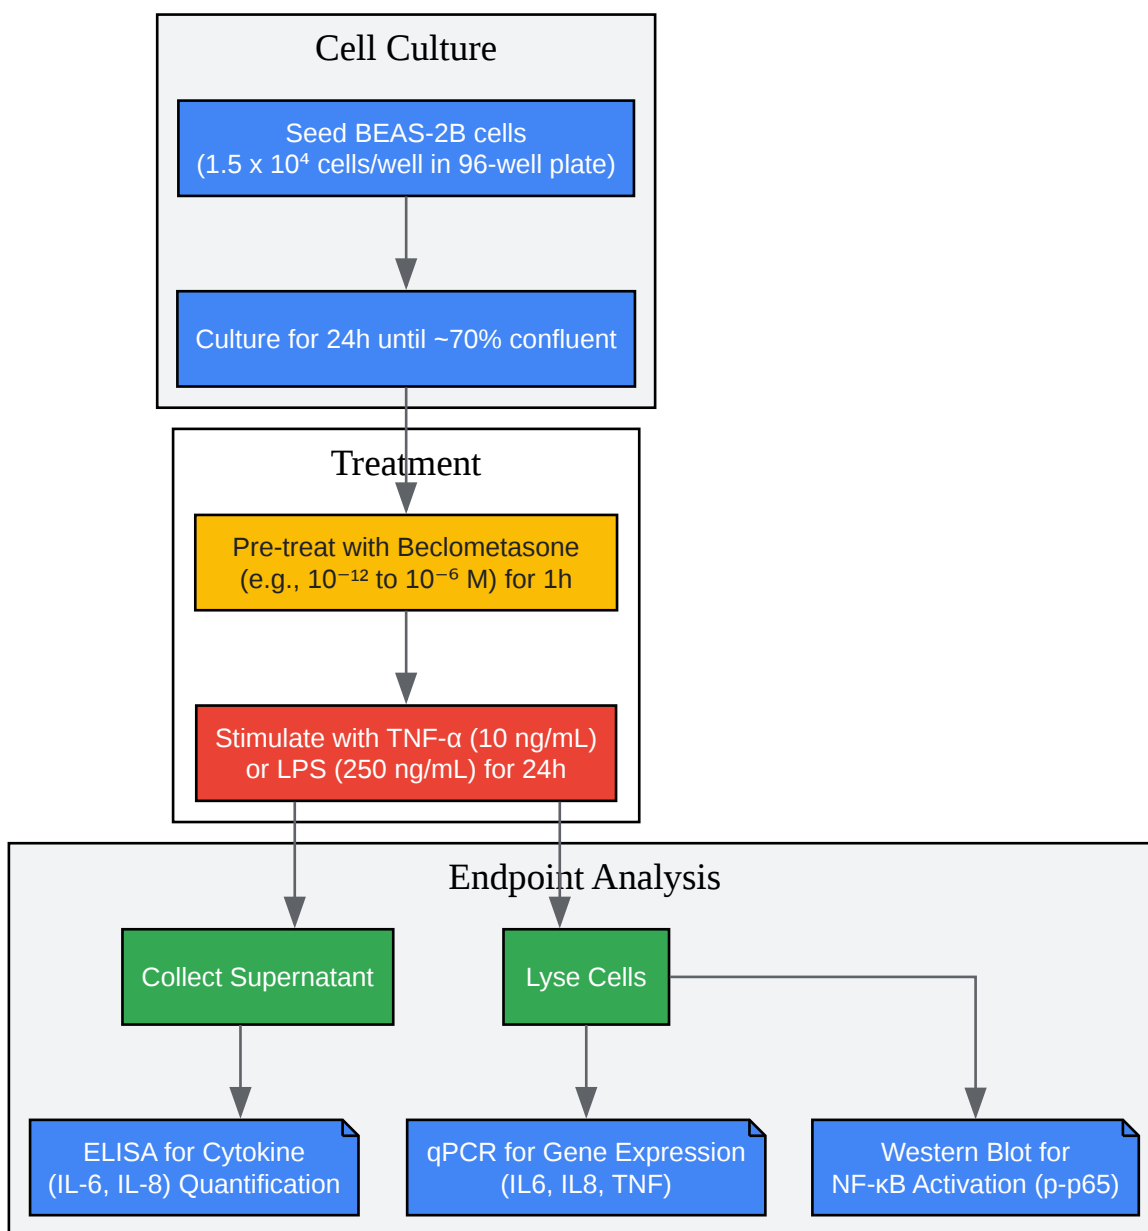 Cell Culture
Seed BEAS-2B cells
(1.5 x 10⁴ cells/well in 96-well plate)
Culture for 24h until ~70% confluent
Treatment
Pre-treat with Beclometasone
(e.g., 10⁻¹² to 10⁻⁶ M) for 1h
Stimulate with TNF-α (10 ng/mL)
or LPS (250 ng/mL) for 24h
Endpoint Analysis
Collect Supernatant
Lyse Cells
ELISA for Cytokine
(IL-6, IL-8) Quantification
qPCR for Gene Expression
(IL6, IL8, TNF)
Western Blot for
NF-κB Activation (p-p65)